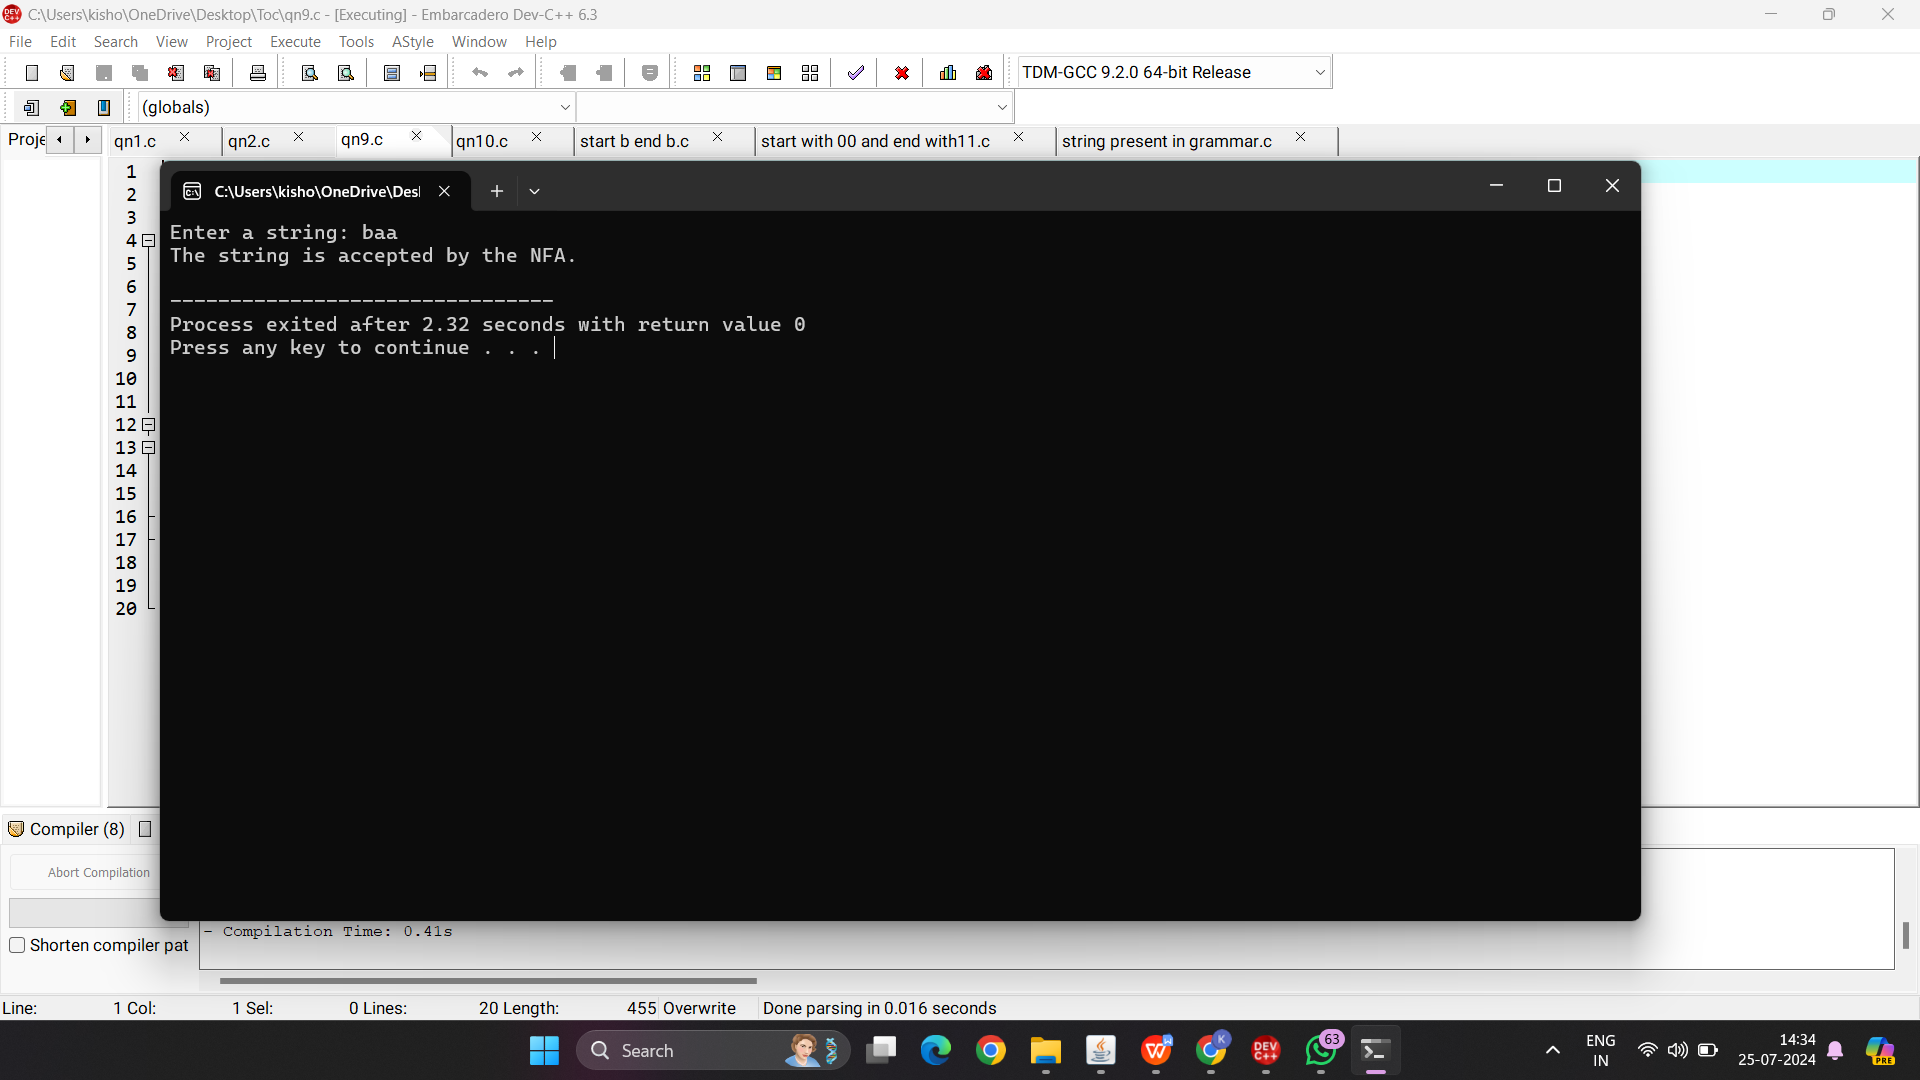 C:\Users\kisho\OneDrive\Desktop\Toc\qn9.c - [Executing] - Embarcadero Dev-C++ 6.3
File Edit Search View Project Execute Tools AStyle Window Help
TDM-GCC 9.2.0 64-bit Release
(globals)
Proje
qn1.c qn2.c qn9.c qn10.c start b end b.c start with 00 and end with11.c string present in grammar.c
1
2
3
4
5
6
7
8
9
10
11
12
13
14
15
16
17
18
19
20
C:\Users\kisho\OneDrive\Des
Enter a string: baa
The string is accepted by the NFA.
--------------------------------
Process exited after 2.32 seconds with return value 0
Press any key to continue . . .
Compiler (8)
Abort Compilation
Shorten compiler pat
- Compilation Time: 0.41s
Line: 1 Col: 1 Sel: 0 Lines: 20 Length: 455 Overwrite Done parsing in 0.016 seconds
Search
DEV C++
63
K
W
ENG
IN
14:34
25-07-2024
PRE